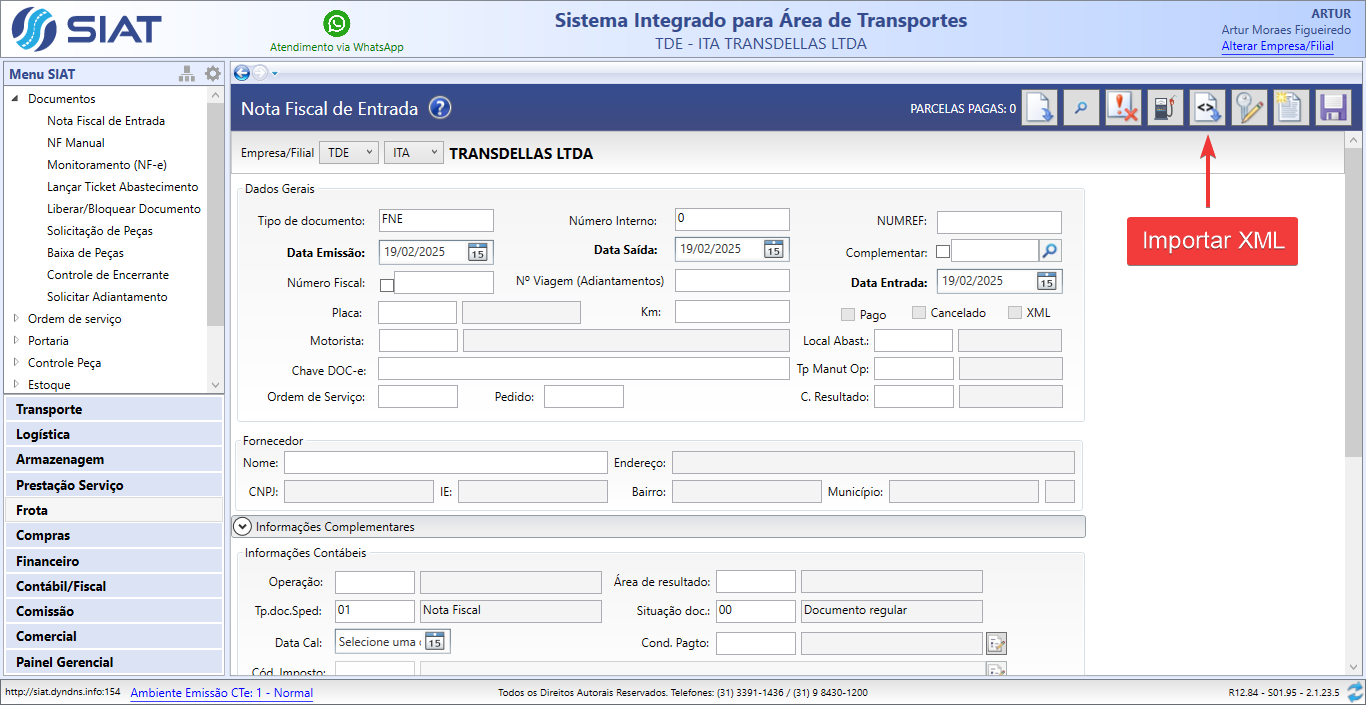 SIAT
Atendimento via WhatsApp
Sistema Integrado para Área de Transportes
TDE - ITA TRANSDELLAS LTDA
ARTUR
Artur Moraes Figueiredo
Alterar Empresa/Filial
Menu SIAT
Documentos
Nota Fiscal de Entrada
NF Manual
Monitoramento (NF-e)
Lançar Ticket Abastecimento
Liberar/Bloquear Documento
Solicitação de Peças
Baixa de Peças
Controle de Encerrante
Solicitar Adiantamento
Ordem de serviço
Portaria
Controle Peça
Estoque
Transporte
Logística
Armazenagem
Prestação Serviço
Frota
Compras
Financeiro
Contábil/Fiscal
Comissão
Comercial
Painel Gerencial
Nota Fiscal de Entrada ?
PARCELAS PAGAS: 0
Importar XML
Empresa/Filial TDE ITA TRANSDELLAS LTDA
Dados Gerais
Tipo de documento: FNE Número Interno: 0 NUMREF:
Data Emissão: 19/02/2025 15 Data Saída: 19/02/2025 15 Complementar:
Número Fiscal: Nº Viagem (Adiantamentos) Data Entrada: 19/02/2025 15
Placa: Km: Pago Cancelado XML
Motorista: Local Abast.:
Chave DOC-e: Tp Manut Op:
Ordem de Serviço: Pedido: C. Resultado:
Fornecedor
Nome: Endereço:
CNPJ: IE: Bairro: Município:
Informações Complementares
Informações Contábeis
Operação: Área de resultado:
Tp.doc.Sped: 01 Nota Fiscal Situação doc.: 00 Documento regular
Data Cal: Selecione uma 15 Cond. Pagto:
Cód. Imposto:
http://siat.dyndns.info:154 Ambiente Emissão CTe: 1 - Normal Todos os Direitos Autorais Reservados. Telefones: (31) 3391-1436 / (31) 9 8430-1200 R12.84 - S01.95 - 2.1.23.5